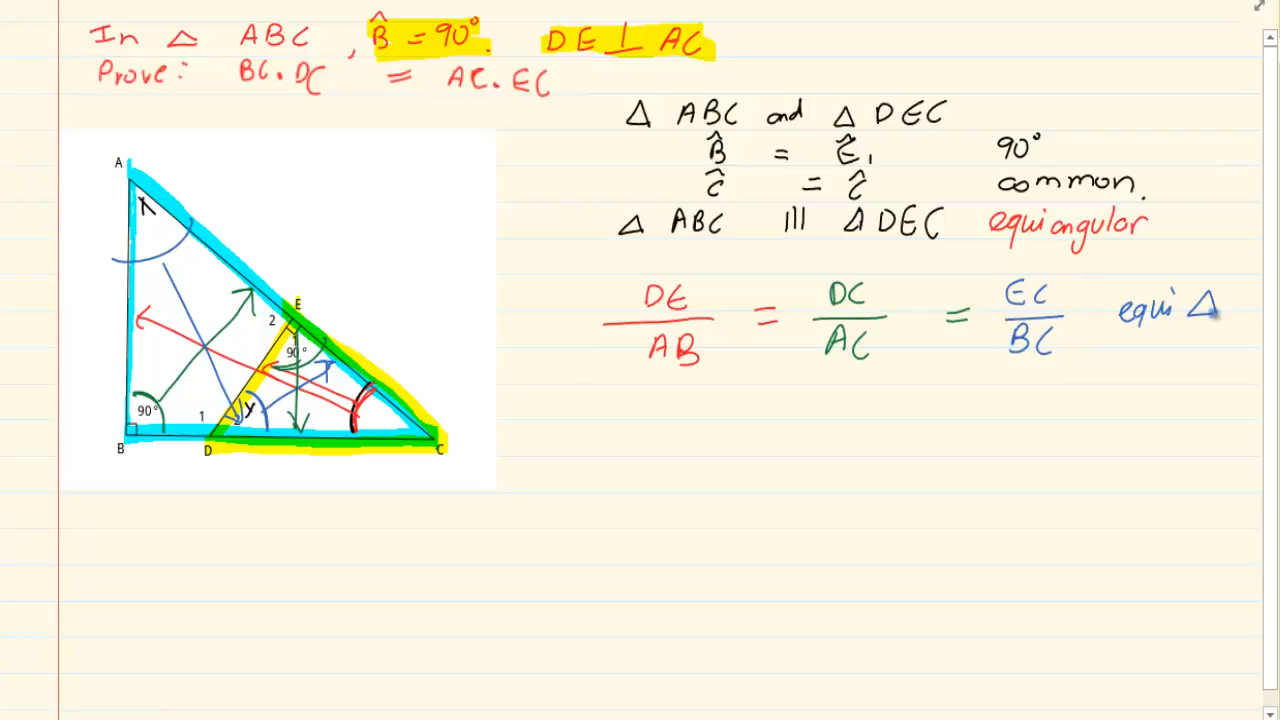 In △ ABC, B̂ = 90°. DE ⊥ AC
Prove: BC.DC = AC.EC
△ ABC and △ DEC
B̂ = Ê₁ 90°
Ĉ = Ĉ common.
△ ABC ||| △ DEC equiangular
DE/AB = DC/AC = EC/BC equi △
A
x
E
2
1
90°
90°
1
y
B
D
C